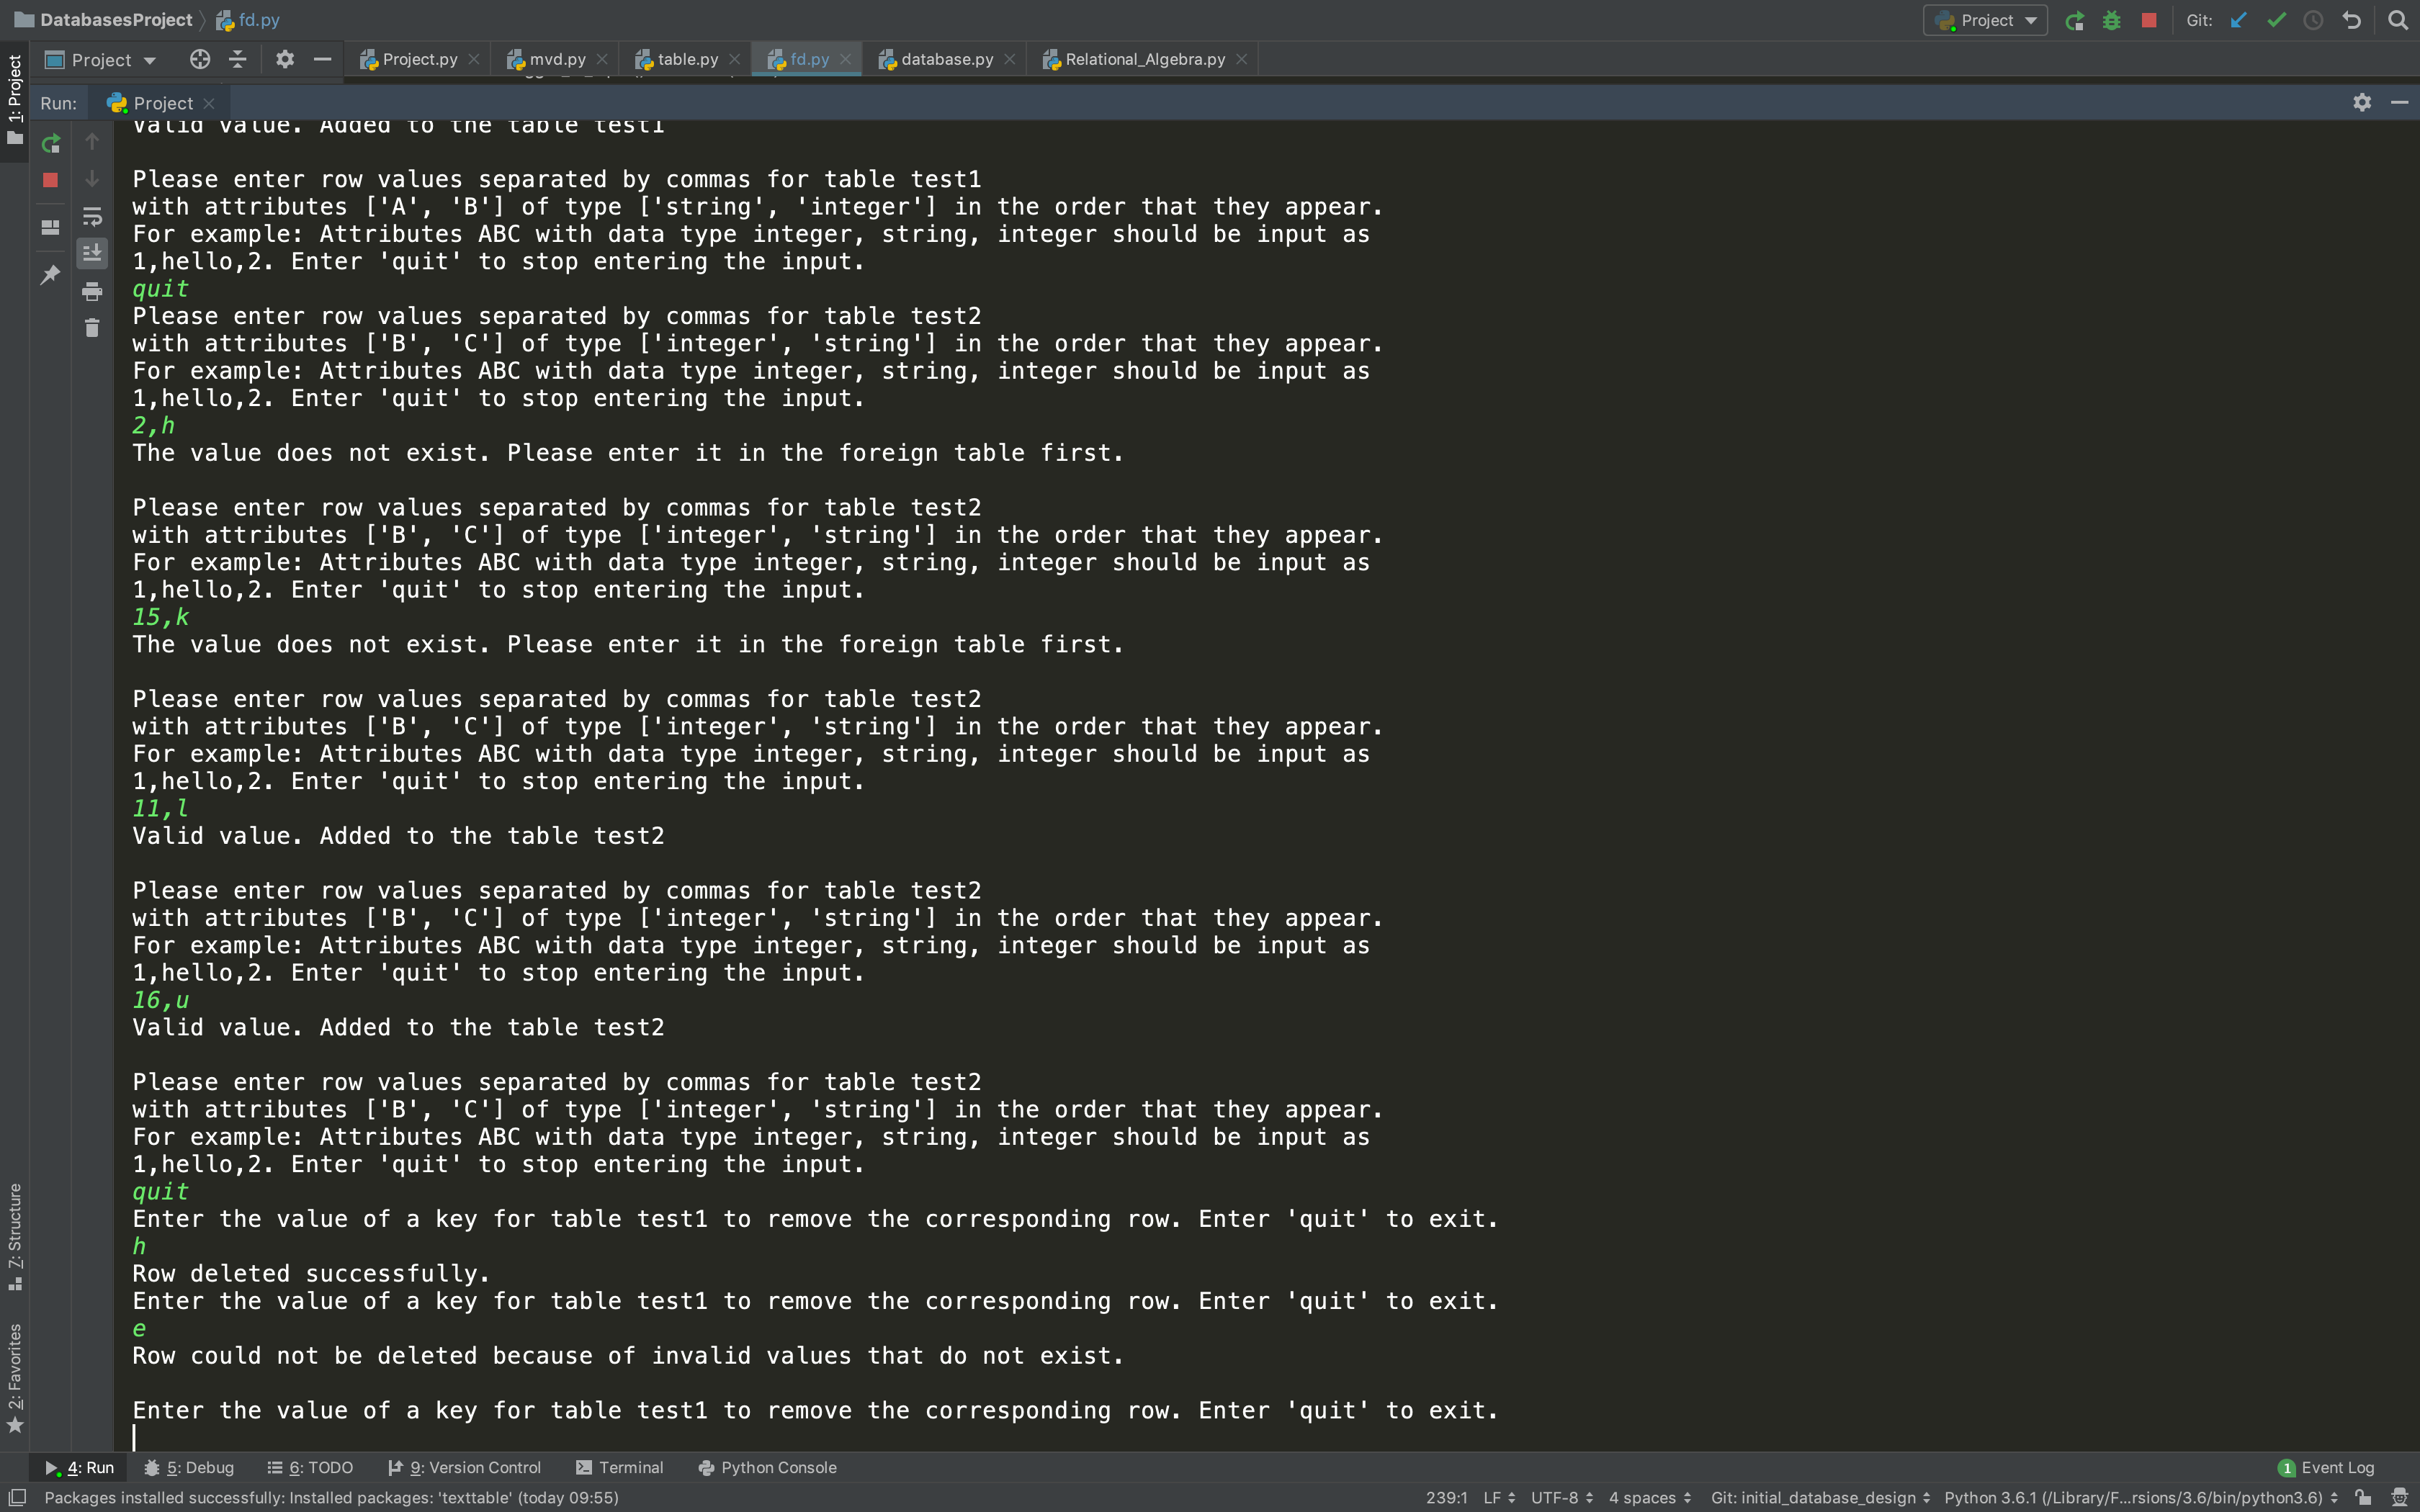 DatabasesProject fd.py
Project Git:
Project Project.py mvd.py table.py fd.py database.py Relational_Algebra.py
1: Project
Run: Project
Valid value. Added to the table test1
Please enter row values separated by commas for table test1
with attributes ['A', 'B'] of type ['string', 'integer'] in the order that they appear.
For example: Attributes ABC with data type integer, string, integer should be input as
1,hello,2. Enter 'quit' to stop entering the input.
quit
Please enter row values separated by commas for table test2
with attributes ['B', 'C'] of type ['integer', 'string'] in the order that they appear.
For example: Attributes ABC with data type integer, string, integer should be input as
1,hello,2. Enter 'quit' to stop entering the input.
2,h
The value does not exist. Please enter it in the foreign table first.
Please enter row values separated by commas for table test2
with attributes ['B', 'C'] of type ['integer', 'string'] in the order that they appear.
For example: Attributes ABC with data type integer, string, integer should be input as
1,hello,2. Enter 'quit' to stop entering the input.
15,k
The value does not exist. Please enter it in the foreign table first.
Please enter row values separated by commas for table test2
with attributes ['B', 'C'] of type ['integer', 'string'] in the order that they appear.
For example: Attributes ABC with data type integer, string, integer should be input as
1,hello,2. Enter 'quit' to stop entering the input.
11,l
Valid value. Added to the table test2
Please enter row values separated by commas for table test2
with attributes ['B', 'C'] of type ['integer', 'string'] in the order that they appear.
For example: Attributes ABC with data type integer, string, integer should be input as
1,hello,2. Enter 'quit' to stop entering the input.
16,u
Valid value. Added to the table test2
Please enter row values separated by commas for table test2
with attributes ['B', 'C'] of type ['integer', 'string'] in the order that they appear.
For example: Attributes ABC with data type integer, string, integer should be input as
1,hello,2. Enter 'quit' to stop entering the input.
quit
Enter the value of a key for table test1 to remove the corresponding row. Enter 'quit' to exit.
h
Row deleted successfully.
Enter the value of a key for table test1 to remove the corresponding row. Enter 'quit' to exit.
e
Row could not be deleted because of invalid values that do not exist.
Enter the value of a key for table test1 to remove the corresponding row. Enter 'quit' to exit.
7: Structure
2: Favorites
4: Run 5: Debug 6: TODO 9: Version Control Terminal Python Console 1 Event Log
Packages installed successfully: Installed packages: 'texttable' (today 09:55) 239:1 LF UTF-8 4 spaces Git: initial_database_design Python 3.6.1 (/Library/F...rsions/3.6/bin/python3.6)